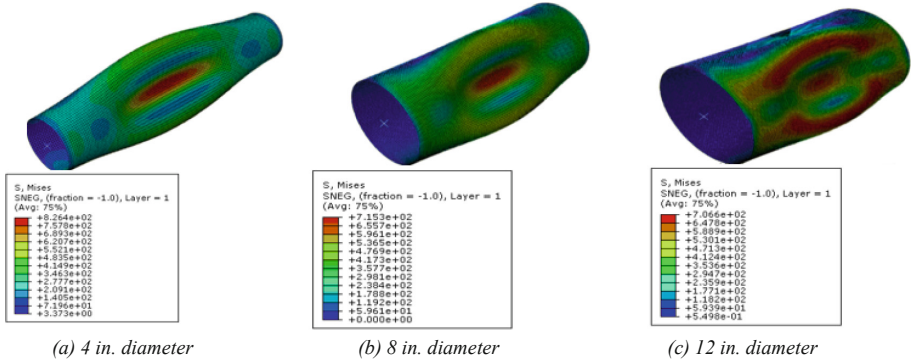 S, Mises
SNEG, (fraction = -1.0), Layer = 1
(Avg: 75%)
+8.264e+02
+7.578e+02
+6.893e+02
+6.207e+02
+5.521e+02
+4.835e+02
+4.149e+02
+3.463e+02
+2.777e+02
+2.091e+02
+1.405e+02
+7.196e+01
+3.373e+00
(a) 4 in. diameter
S, Mises
SNEG, (fraction = -1.0), Layer = 1
(Avg: 75%)
+7.153e+02
+6.557e+02
+5.961e+02
+5.365e+02
+4.769e+02
+4.173e+02
+3.577e+02
+2.981e+02
+2.384e+02
+1.788e+02
+1.192e+02
+5.961e+01
+0.000e+00
(b) 8 in. diameter
S, Mises
SNEG, (fraction = -1.0), Layer = 1
(Avg: 75%)
+7.066e+02
+6.478e+02
+5.889e+02
+5.301e+02
+4.713e+02
+4.124e+02
+3.536e+02
+2.947e+02
+2.359e+02
+1.771e+02
+1.182e+02
+5.939e+01
+5.498e-01
(c) 12 in. diameter